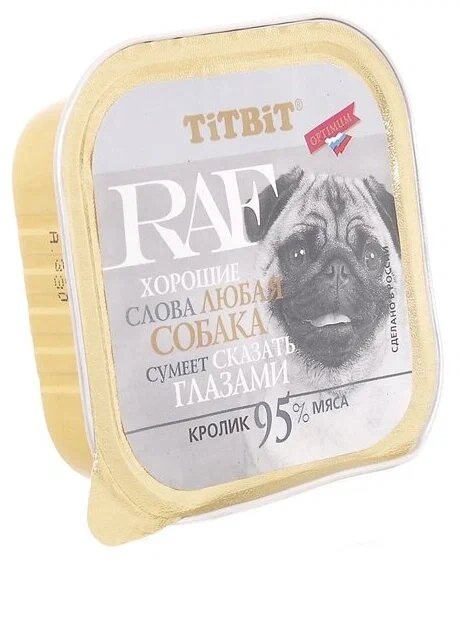 TiTBiT®
OPTIMUM
RAF
ХОРОШИЕ
СЛОВА ЛЮБАЯ
СОБАКА
СУМЕЕТ СКАЗАТЬ
ГЛАЗАМИ
КРОЛИК 95% МЯСА
СДЕЛАНО В РОССИИ